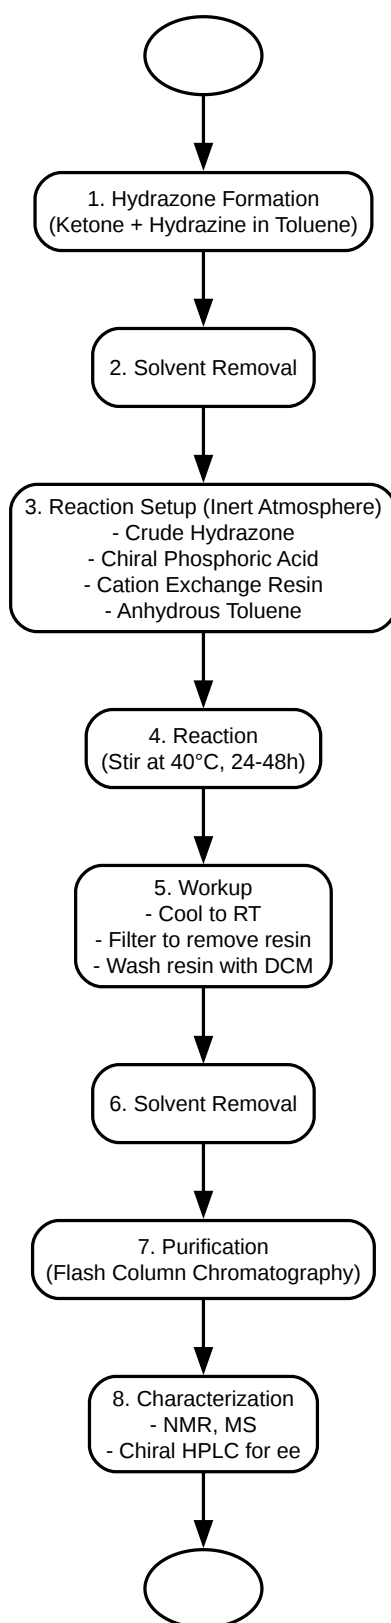 1. Hydrazone Formation
(Ketone + Hydrazine in Toluene)
2. Solvent Removal
3. Reaction Setup (Inert Atmosphere)
- Crude Hydrazone
- Chiral Phosphoric Acid
- Cation Exchange Resin
- Anhydrous Toluene
4. Reaction
(Stir at 40°C, 24-48h)
5. Workup
- Cool to RT
- Filter to remove resin
- Wash resin with DCM
6. Solvent Removal
7. Purification
(Flash Column Chromatography)
8. Characterization
- NMR, MS
- Chiral HPLC for ee